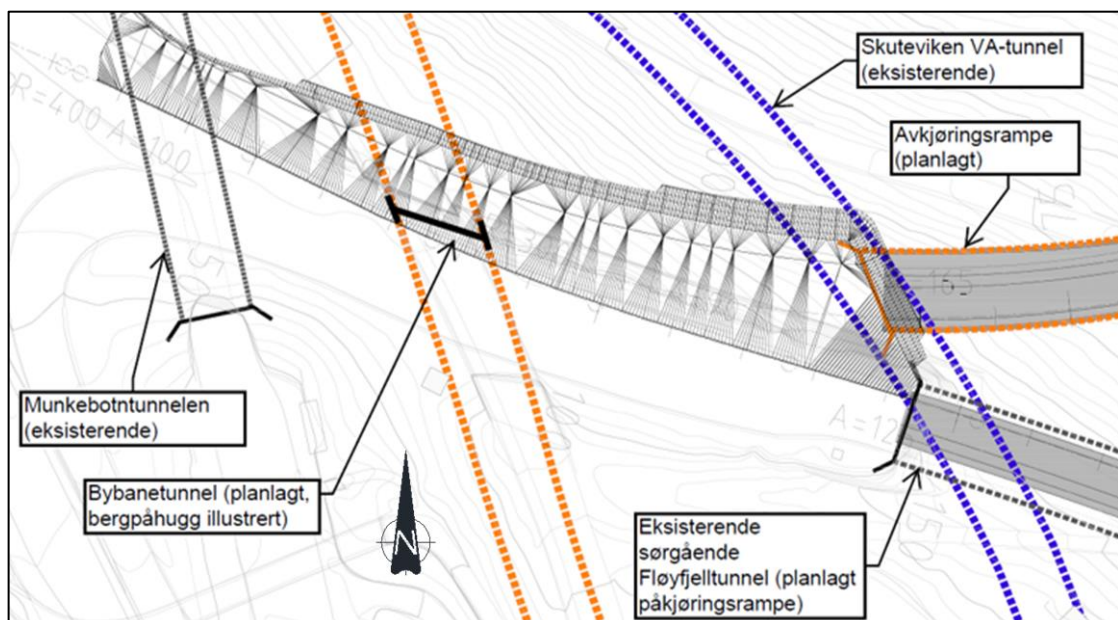 Skuteviken VA-tunnel
(eksisterende)
Avkjøringsrampe
(planlagt)
R=400 A=100
165
Munkebotntunnelen
(eksisterende)
Bybanetunnel (planlagt,
bergpåhugg illustrert)
N
Eksisterende
sørgående
Fløyfjelltunnel (planlagt
påkjøringsrampe)
150